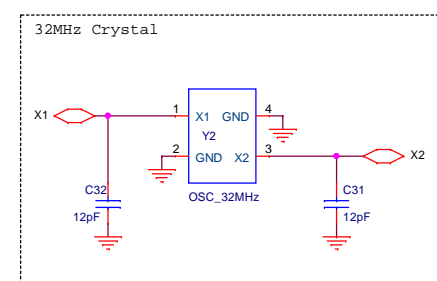 32MHz Crystal
1 4
X1 X1 GND
Y2
2 3
GND X2 X2
C32 C31
OSC_32MHz
12pF 12pF